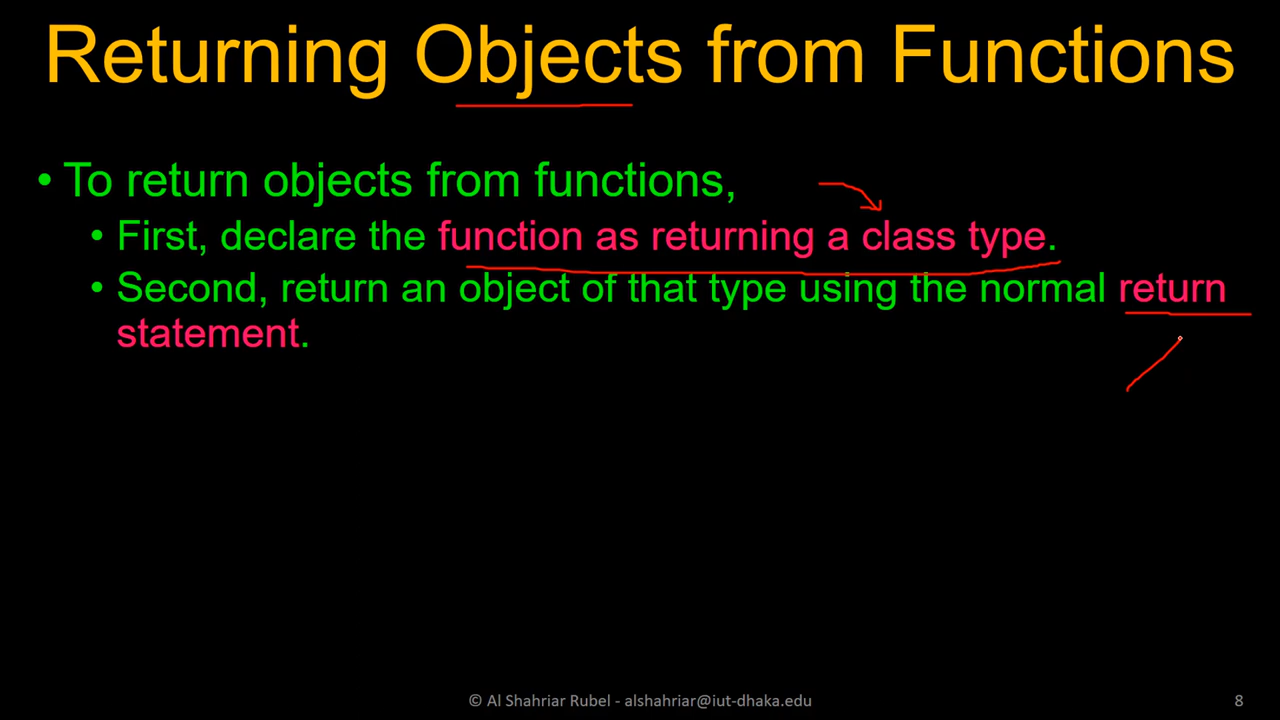 Returning Objects from Functions
• To return objects from functions,
• First, declare the function as returning a class type.
• Second, return an object of that type using the normal return
statement.
© Al Shahriar Rubel - alshahriar@iut-dhaka.edu
8